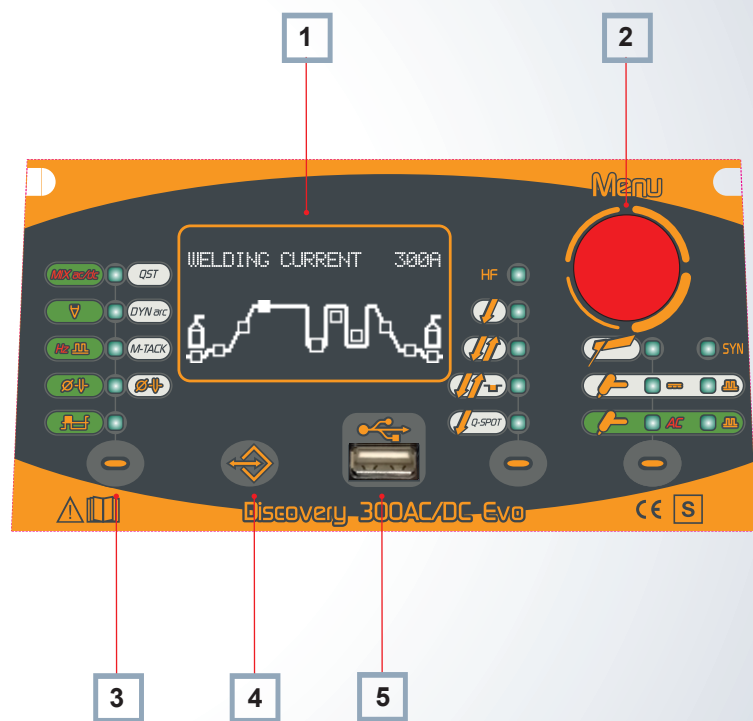 1
2
Menu
WELDING CURRENT 300A
MIX ac/dc
QST
HF
DYN arc
Hz
M-TACK
SYN
Ø
Ø
Q-SPOT
AC
Discovery 300AC/DC Evo
CE
S
3
4
5